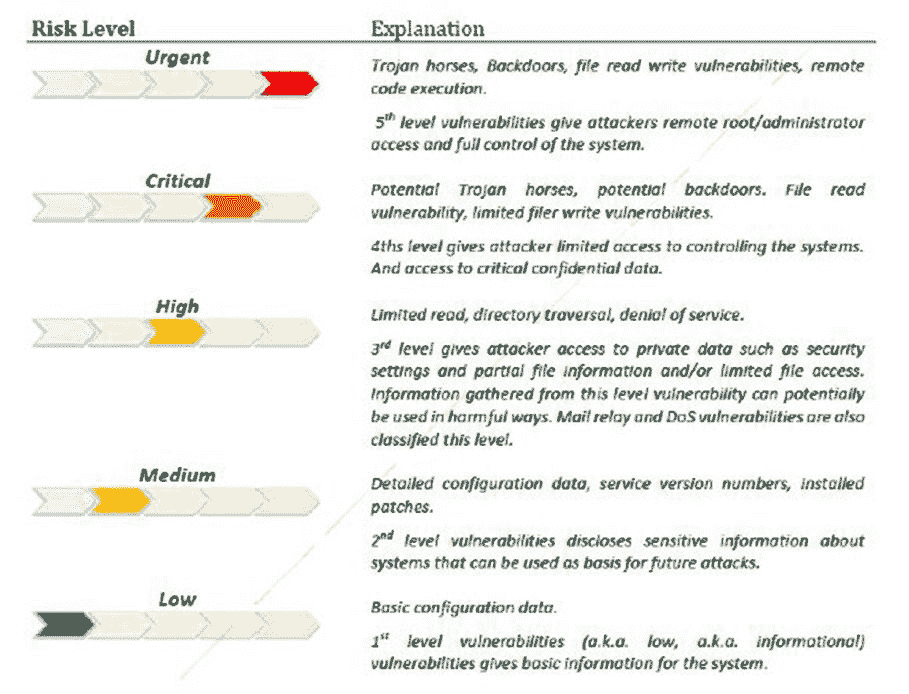 Risk Level Explanation
Urgent
Trojan horses, Backdoors, file read write vulnerabilities, remote
code execution.
5th level vulnerabilities give attackers remote root/administrator
access and full control of the system.
Critical
Potential Trojan horses, potential backdoors. File read
vulnerability, limited filer write vulnerabilities.
4ths level gives attacker limited access to controlling the systems.
And access to critical confidential data.
High
Limited read, directory traversal, denial of service.
3rd level gives attacker access to private data such as security
settings and partial file information and/or limited file access.
Information gathered from this level vulnerability can potentially
be used in harmful ways. Mail relay and DoS vulnerabilities are also
classified this level.
Medium
Detailed configuration data, service version numbers, installed
patches.
2nd level vulnerabilities discloses sensitive information about
systems that can be used as basis for future attacks.
Low
Basic configuration data.
1st level vulnerabilities (a.k.a. low, a.k.a. informational)
vulnerabilities gives basic information for the system.